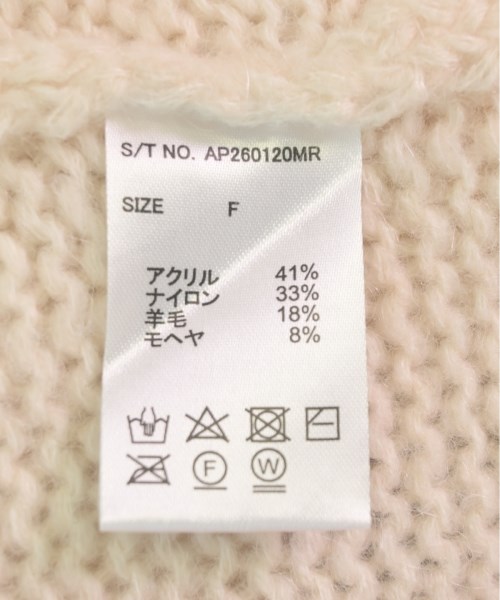 S/T NO. AP260120MR
SIZE F
アクリル 41%
ナイロン 33%
羊毛 18%
モヘヤ 8%
F W